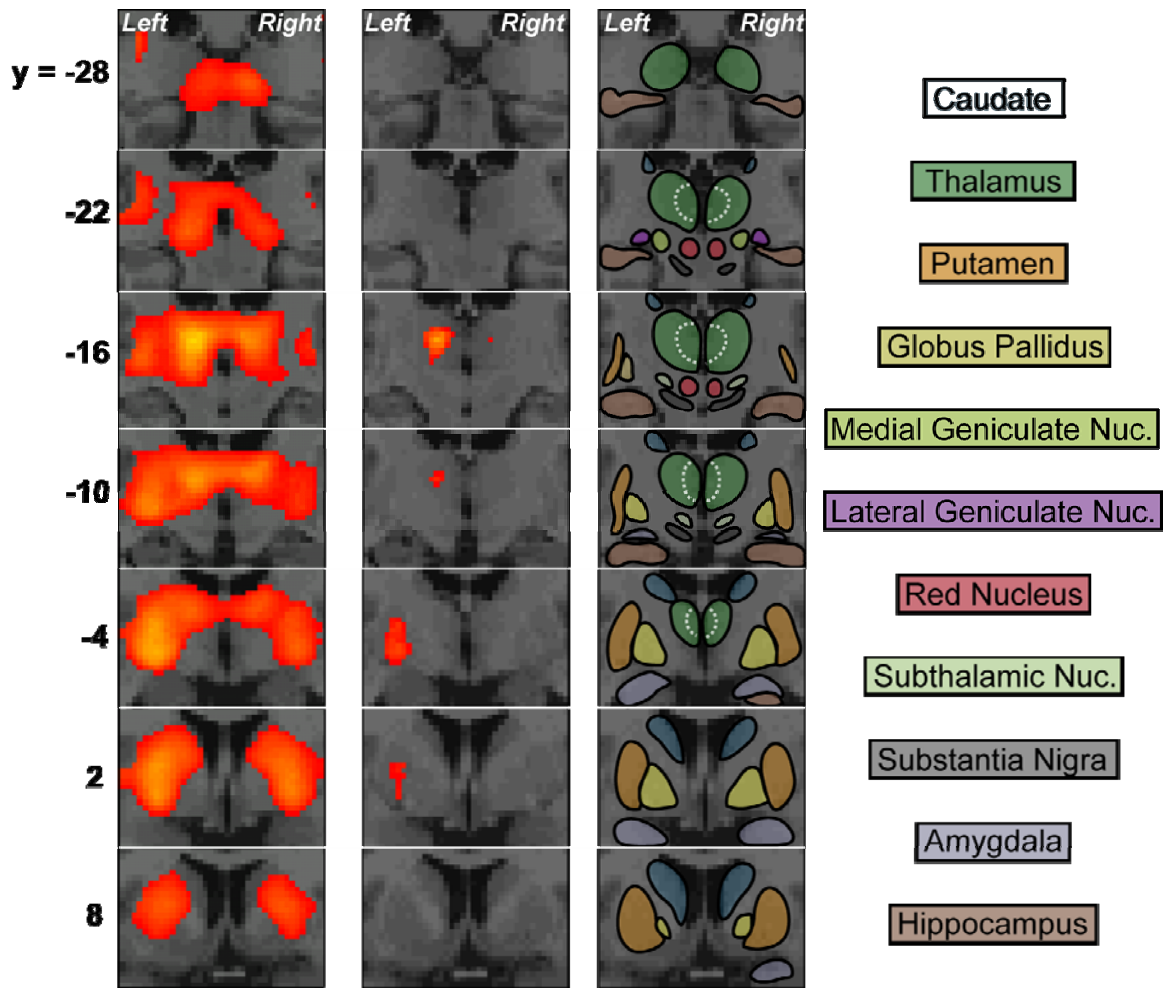 Left Right Left Right Left Right
y = -28
Caudate
Thalamus
-22
Putamen
-16
Globus Pallidus
Medial Geniculate Nuc.
-10
Lateral Geniculate Nuc.
Red Nucleus
-4
Subthalamic Nuc.
Substantia Nigra
2
Amygdala
8
Hippocampus